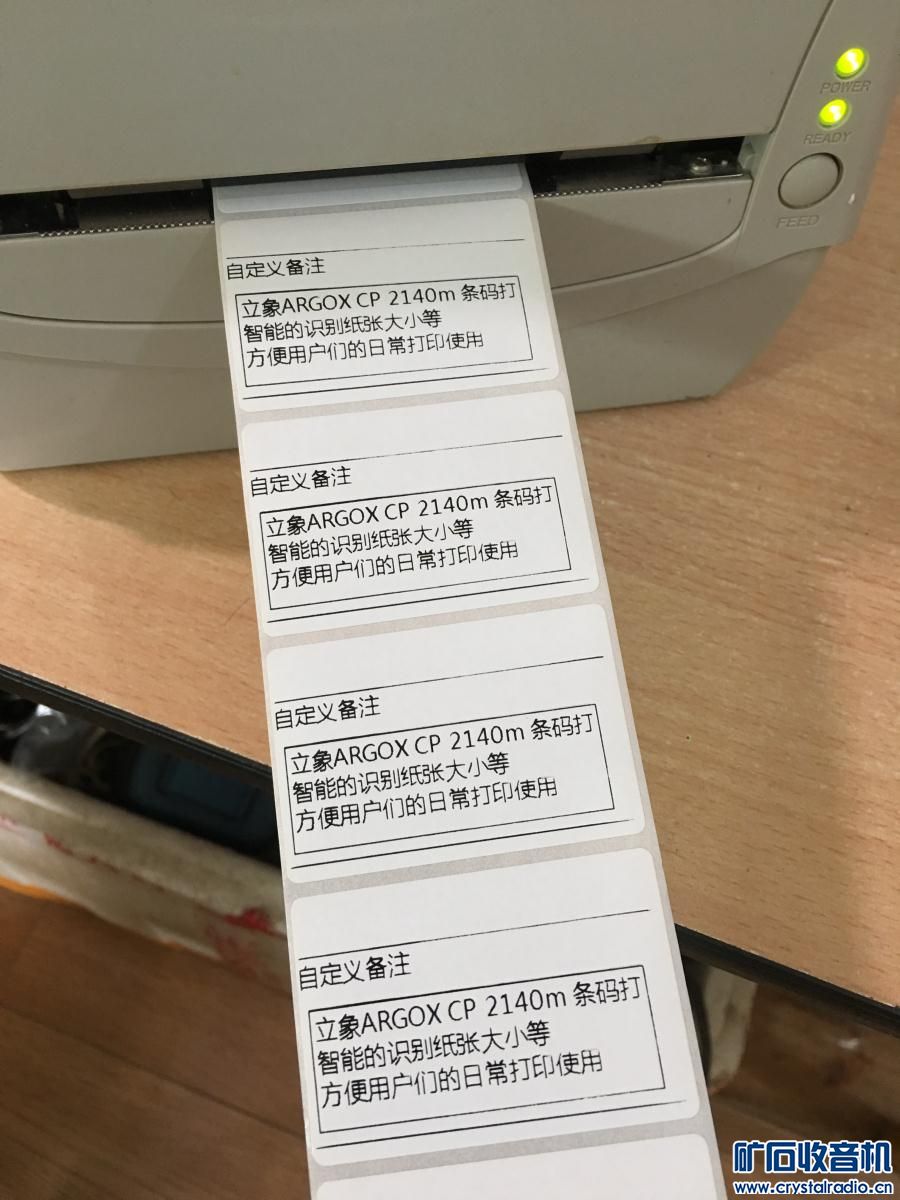 POWER
READY
FEED
自定义备注
立象ARGOX CP 2140m 条码打
智能的识别纸张大小等
方便用户们的日常打印使用
自定义备注
立象ARGOX CP 2140m 条码打
智能的识别纸张大小等
方便用户们的日常打印使用
自定义备注
立象ARGOX CP 2140m 条码打
智能的识别纸张大小等
方便用户们的日常打印使用
自定义备注
立象ARGOX CP 2140m 条码打
智能的识别纸张大小等
方便用户们的日常打印使用
矿石收音机
www.crystalradio.cn